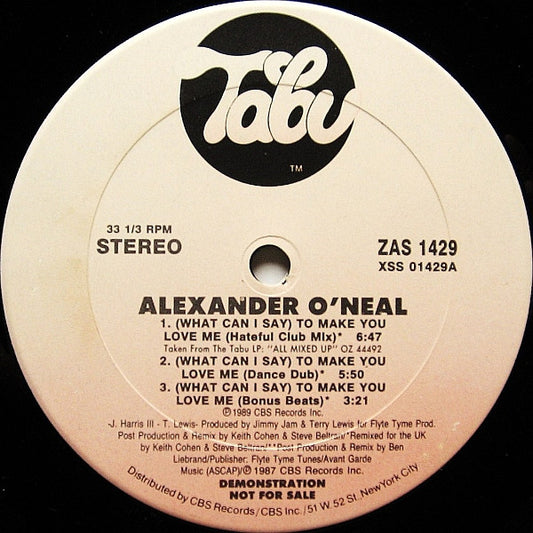 Tabu
TM
33 1/3 RPM
STEREO
ZAS 1429
XSS 01429A
ALEXANDER O'NEAL
1. (WHAT CAN I SAY) TO MAKE YOU
LOVE ME (Hateful Club Mix)* 6:47
Taken From The Tabu LP: "ALL MIXED UP" OZ 44492
2. (WHAT CAN I SAY) TO MAKE YOU
LOVE ME (Dance Dub)* 5:50
3. (WHAT CAN I SAY) TO MAKE YOU
LOVE ME (Bonus Beats)* 3:21
Ⓟ1989 CBS Records Inc.
-J. Harris III - T. Lewis- Produced by Jimmy Jam & Terry Lewis for Flyte Tyme Prod.
Post Production & Remix by Keith Cohen & Steve Beltran/*Remixed for the UK
by Keith Cohen & Steve Beltran/**Post Production & Remix by Ben
Liebrand/Publisher: Flyte Tyme Tunes/Avant Garde
Music (ASCAP)/Ⓟ1987 CBS Records Inc.
DEMONSTRATION
NOT FOR SALE
Distributed by CBS Records/CBS Inc./51 W. 52 St. New York City